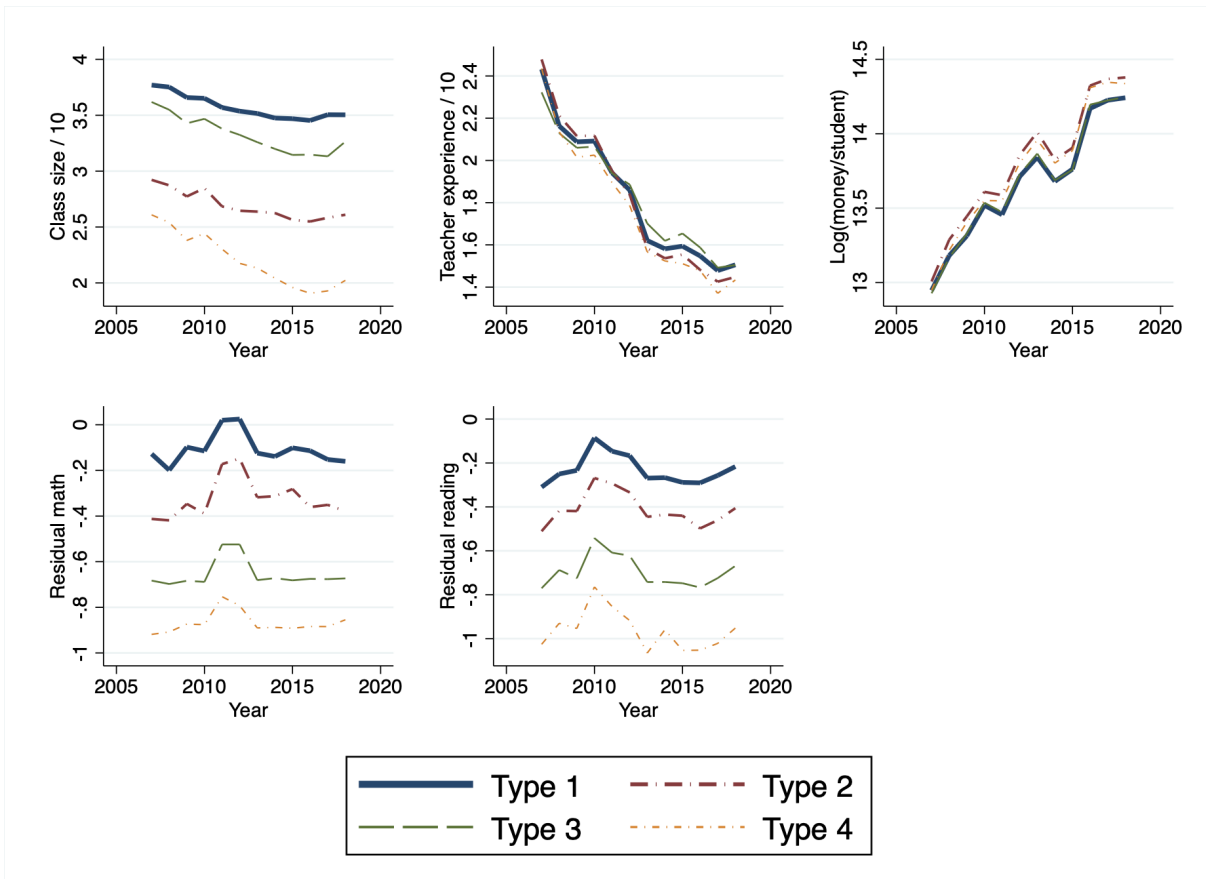 Class size / 10
4
3.5
3
2.5
2
2005 2010 2015 2020
Year
Teacher experience / 10
2.4
2.2
2
1.8
1.6
1.4
2005 2010 2015 2020
Year
Log(money/student)
14.5
14
13.5
13
2005 2010 2015 2020
Year
Residual math
0
-.2
-.4
-.6
-.8
-1
2005 2010 2015 2020
Year
Residual reading
0
-.2
-.4
-.6
-.8
-1
2005 2010 2015 2020
Year
Type 1 Type 2
Type 3 Type 4